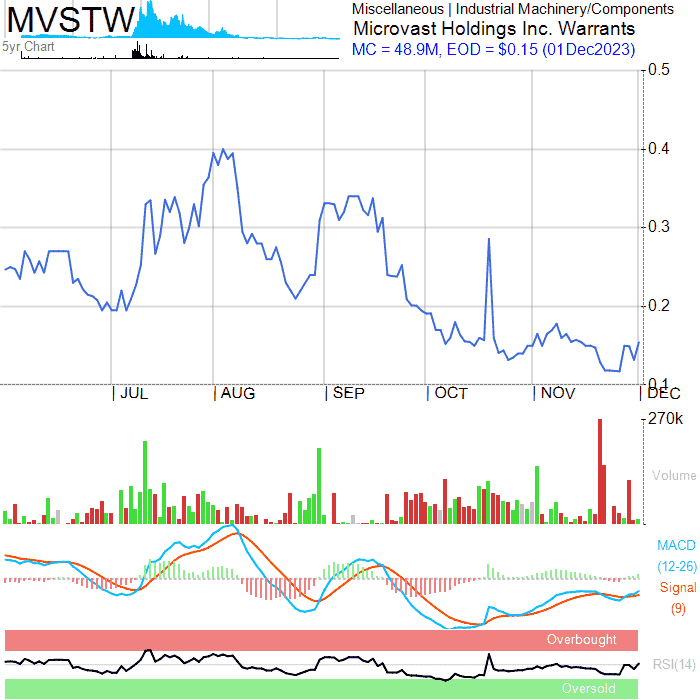 MVSTW
5yr Chart
Miscellaneous | Industrial Machinery/Components
Microvast Holdings Inc. Warrants
MC = 48.9M, EOD = $0.15 (01Dec2023)
0.5
0.4
0.3
0.2
0.1
JUL
AUG
SEP
OCT
NOV
DEC
270k
Volume
MACD
(12-26)
Signal
(9)
Overbought
RSI(14)
Oversold